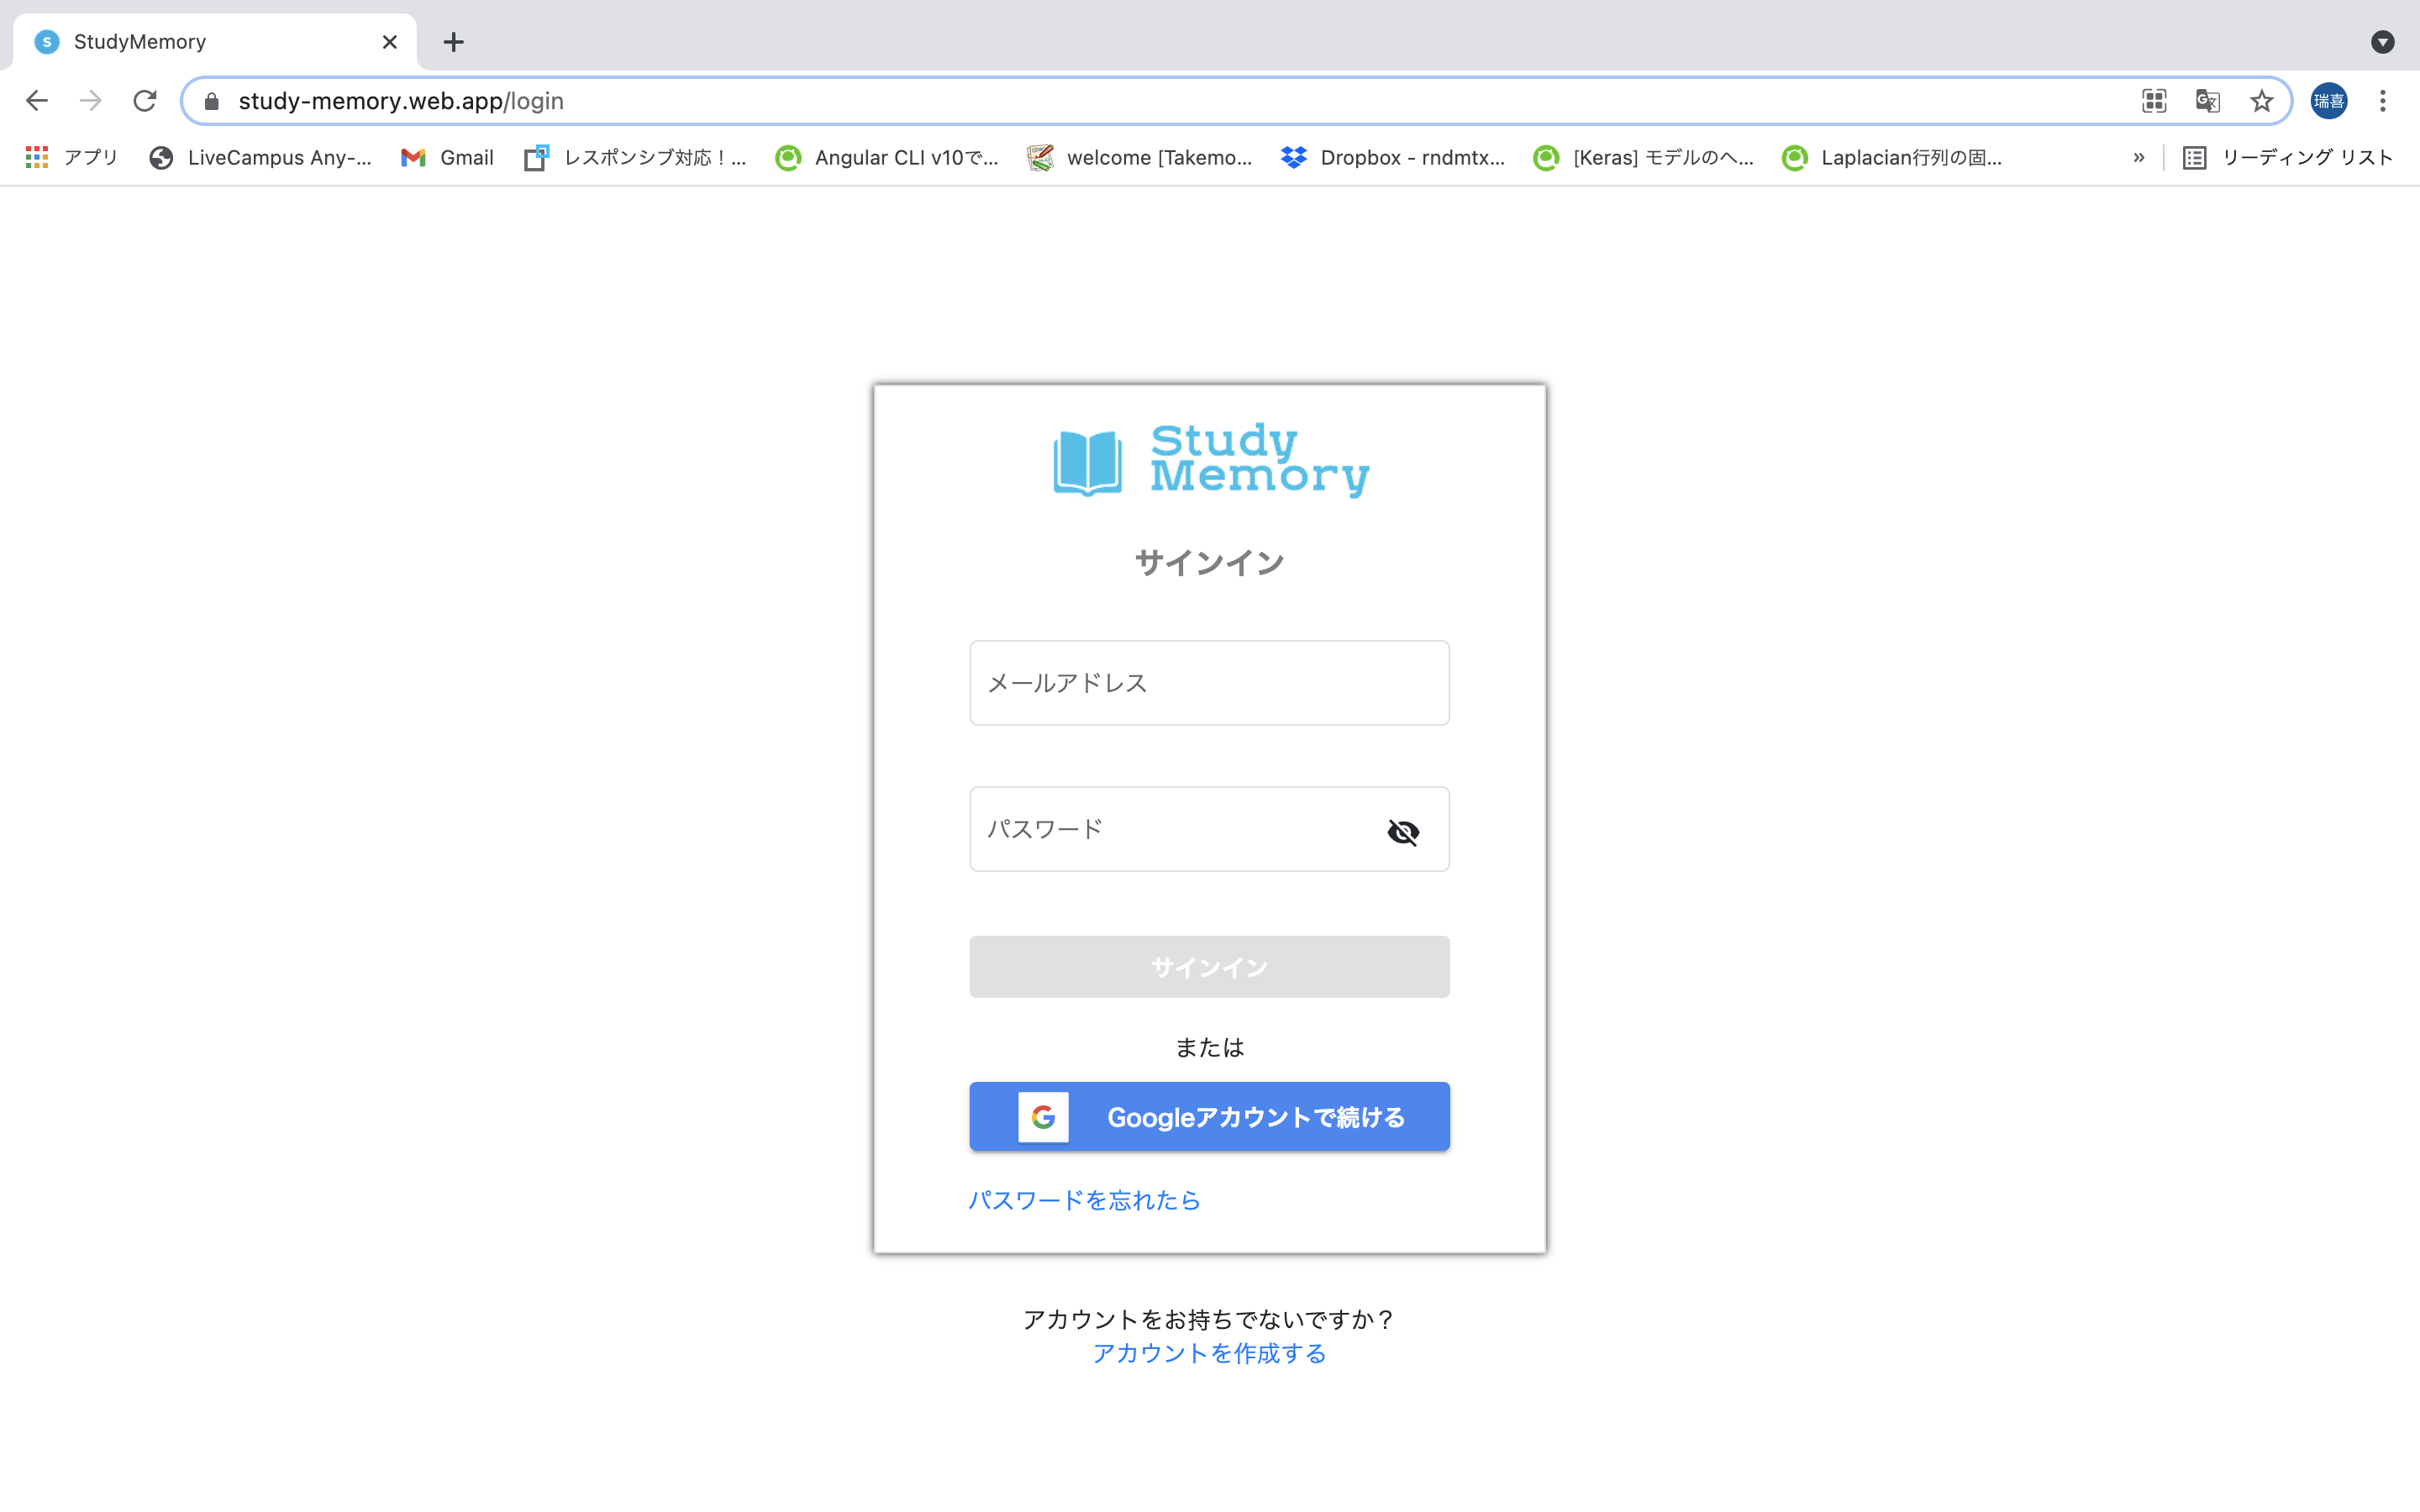 StudyMemory
study-memory.web.app/login
瑞喜
アプリ LiveCampus Any-... Gmail レスポンシブ対応！... Angular CLI v10で... welcome [Takemo... Dropbox - rndmtx... [Keras] モデルのヘ... Laplacian行列の固... » リーディング リスト
Study
Memory
サインイン
メールアドレス
パスワード
サインイン
または
Googleアカウントで続ける
パスワードを忘れたら
アカウントをお持ちでないですか？
アカウントを作成する